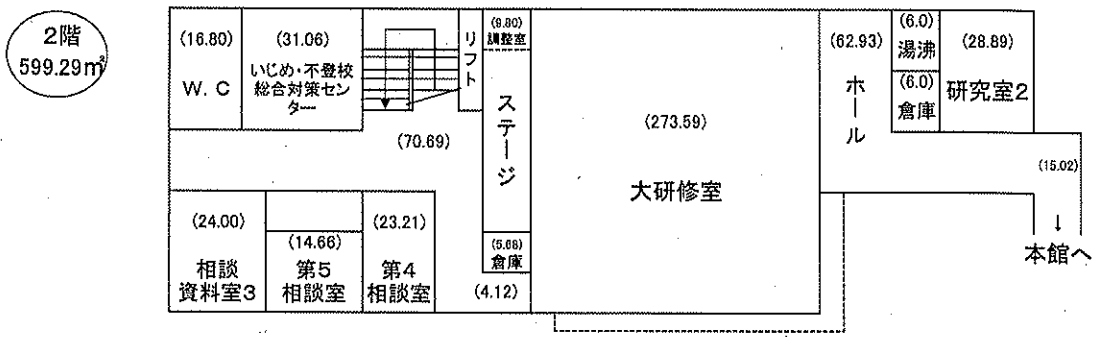 2階
599.29㎡
(16.80)
W.C
(31.06)
いじめ・不登校
総合対策セン
ター
リフト
(9.80)
調整室
ステージ
(5.68)
倉庫
(4.12)
(70.69)
(273.59)
大研修室
(62.93)
ホール
(6.0)
湯沸
(6.0)
倉庫
(28.89)
研究室2
(15.02)
↓
本館へ
(24.00)
相談
資料室3
(14.66)
第5
相談室
(23.21)
第4
相談室